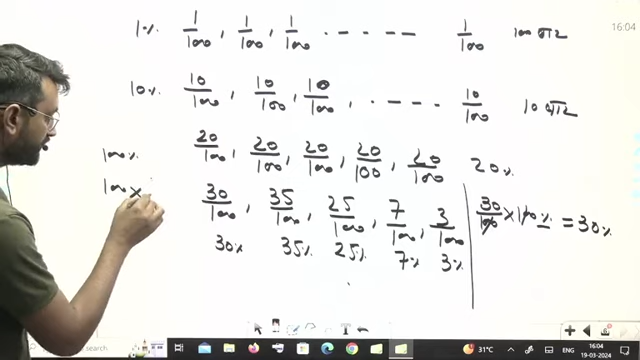 16:04
1% 1/100, 1/100, 1/100 - - - - - - 1/100 100 बार
10% 10/100, 10/100, 10/100, - - - - 10/100 10 बार
100% 20/100, 20/100, 20/100, 20/100, 20/100 20%
100% 30/100, 35/100, 25/100, 7/100, 3/100 30/100 × 100% = 30%
30% 35% 25% 7% 3%
search
31°C ENG 16:04
19-03-2024